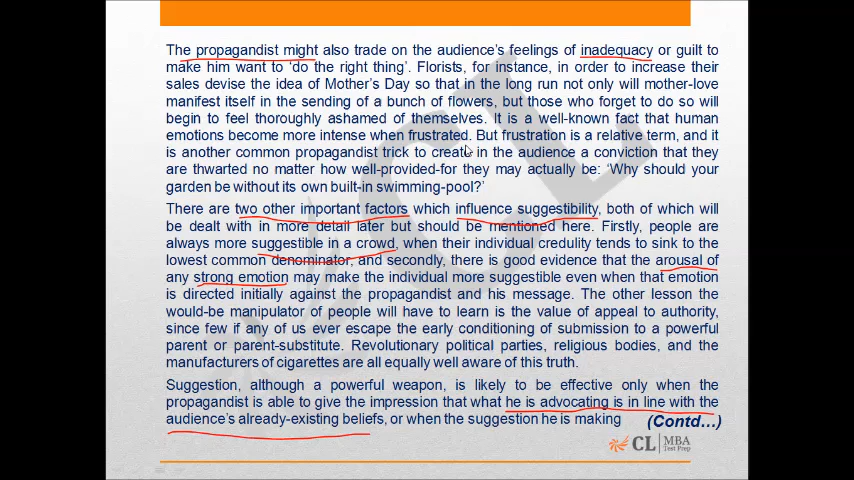 The propagandist might also trade on the audience's feelings of inadequacy or guilt to
make him want to 'do the right thing'. Florists, for instance, in order to increase their
sales devise the idea of Mother's Day so that in the long run not only will mother-love
manifest itself in the sending of a bunch of flowers, but those who forget to do so will
begin to feel thoroughly ashamed of themselves. It is a well-known fact that human
emotions become more intense when frustrated. But frustration is a relative term, and it
is another common propagandist trick to create in the audience a conviction that they
are thwarted no matter how well-provided-for they may actually be: 'Why should your
garden be without its own built-in swimming-pool?'
There are two other important factors which influence suggestibility, both of which will
be dealt with in more detail later but should be mentioned here. Firstly, people are
always more suggestible in a crowd, when their individual credulity tends to sink to the
lowest common denominator, and secondly, there is good evidence that the arousal of
any strong emotion may make the individual more suggestible even when that emotion
is directed initially against the propagandist and his message. The other lesson the
would-be manipulator of people will have to learn is the value of appeal to authority,
since few if any of us ever escape the early conditioning of submission to a powerful
parent or parent-substitute. Revolutionary political parties, religious bodies, and the
manufacturers of cigarettes are all equally well aware of this truth.
Suggestion, although a powerful weapon, is likely to be effective only when the
propagandist is able to give the impression that what he is advocating is in line with the
audience's already-existing beliefs, or when the suggestion he is making
(Contd...)
CL MBA
Test Prep
CL